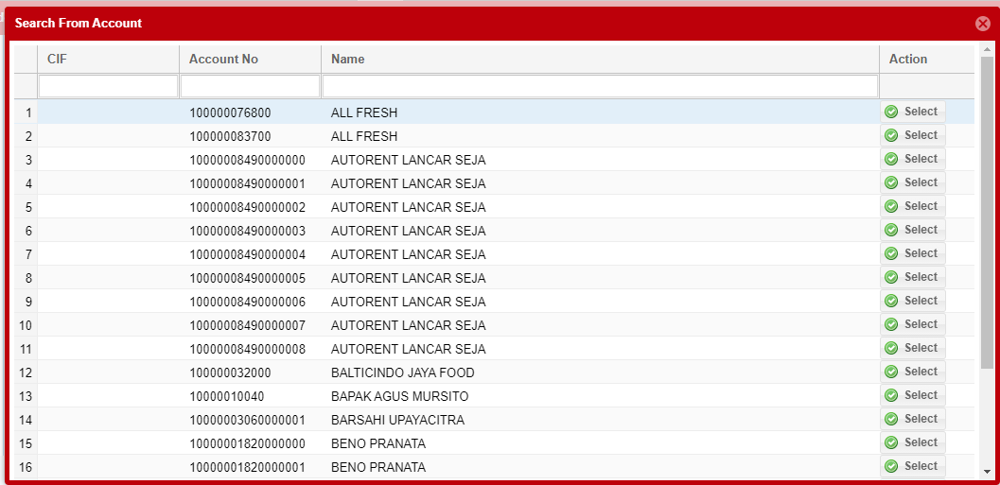 Search From Account
CIF Account No Name Action
1 100000076800 ALL FRESH Select
2 100000083700 ALL FRESH Select
3 10000008490000000 AUTORENT LANCAR SEJA Select
4 10000008490000001 AUTORENT LANCAR SEJA Select
5 10000008490000002 AUTORENT LANCAR SEJA Select
6 10000008490000003 AUTORENT LANCAR SEJA Select
7 10000008490000004 AUTORENT LANCAR SEJA Select
8 10000008490000005 AUTORENT LANCAR SEJA Select
9 10000008490000006 AUTORENT LANCAR SEJA Select
10 10000008490000007 AUTORENT LANCAR SEJA Select
11 10000008490000008 AUTORENT LANCAR SEJA Select
12 100000032000 BALTICINDO JAYA FOOD Select
13 10000010040 BAPAK AGUS MURSITO Select
14 10000003060000001 BARSAHI UPAYACITRA Select
15 10000001820000000 BENO PRANATA Select
16 10000001820000001 BENO PRANATA Select